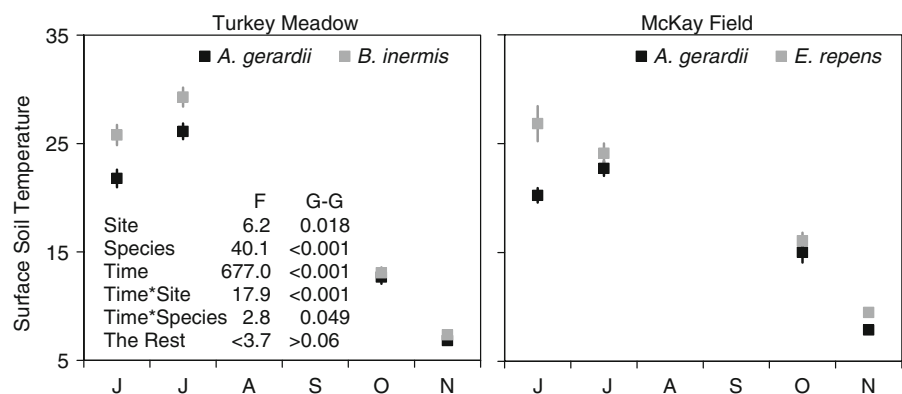 Turkey Meadow
McKay Field
Surface Soil Temperature
35
25
15
5
A. gerardii B. inermis
F G-G
Site 6.2 0.018
Species 40.1 <0.001
Time 677.0 <0.001
Time*Site 17.9 <0.001
Time*Species 2.8 0.049
The Rest <3.7 >0.06
J J A S O N
A. gerardii E. repens
J J A S O N